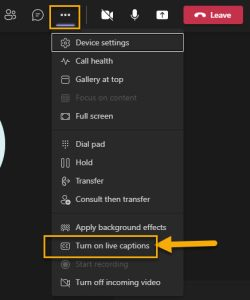 Leave
Device settings
Call health
Gallery at top
Focus on content
Full screen
Dial pad
Hold
Transfer
Consult then transfer
Apply background effects
CC Turn on live captions
Start recording
Turn off incoming video